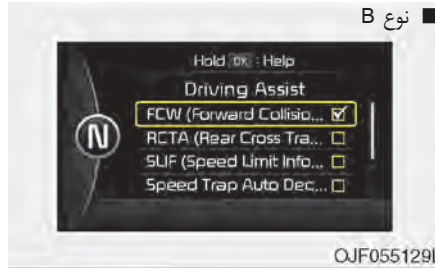 ■ نوع B
Hold OK : Help
Driving Assist
FCW (Forward Collisio...
RCTA (Rear Cross Tra...
SLIF (Speed Limit Info...
Speed Trap Auto Dec...
N
OJF055129L